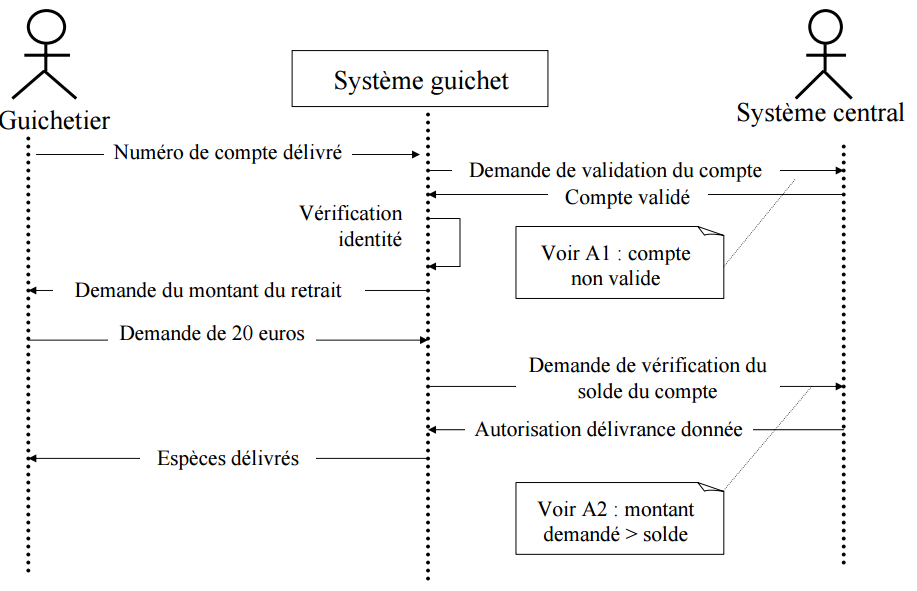 Système guichet
Guichetier
Système central
Numéro de compte délivré
Demande de validation du compte
Compte validé
Vérification
identité
Voir A1 : compte
non valide
Demande du montant du retrait
Demande de 20 euros
Demande de vérification du
solde du compte
Autorisation délivrance donnée
Espèces délivrés
Voir A2 : montant
demandé > solde